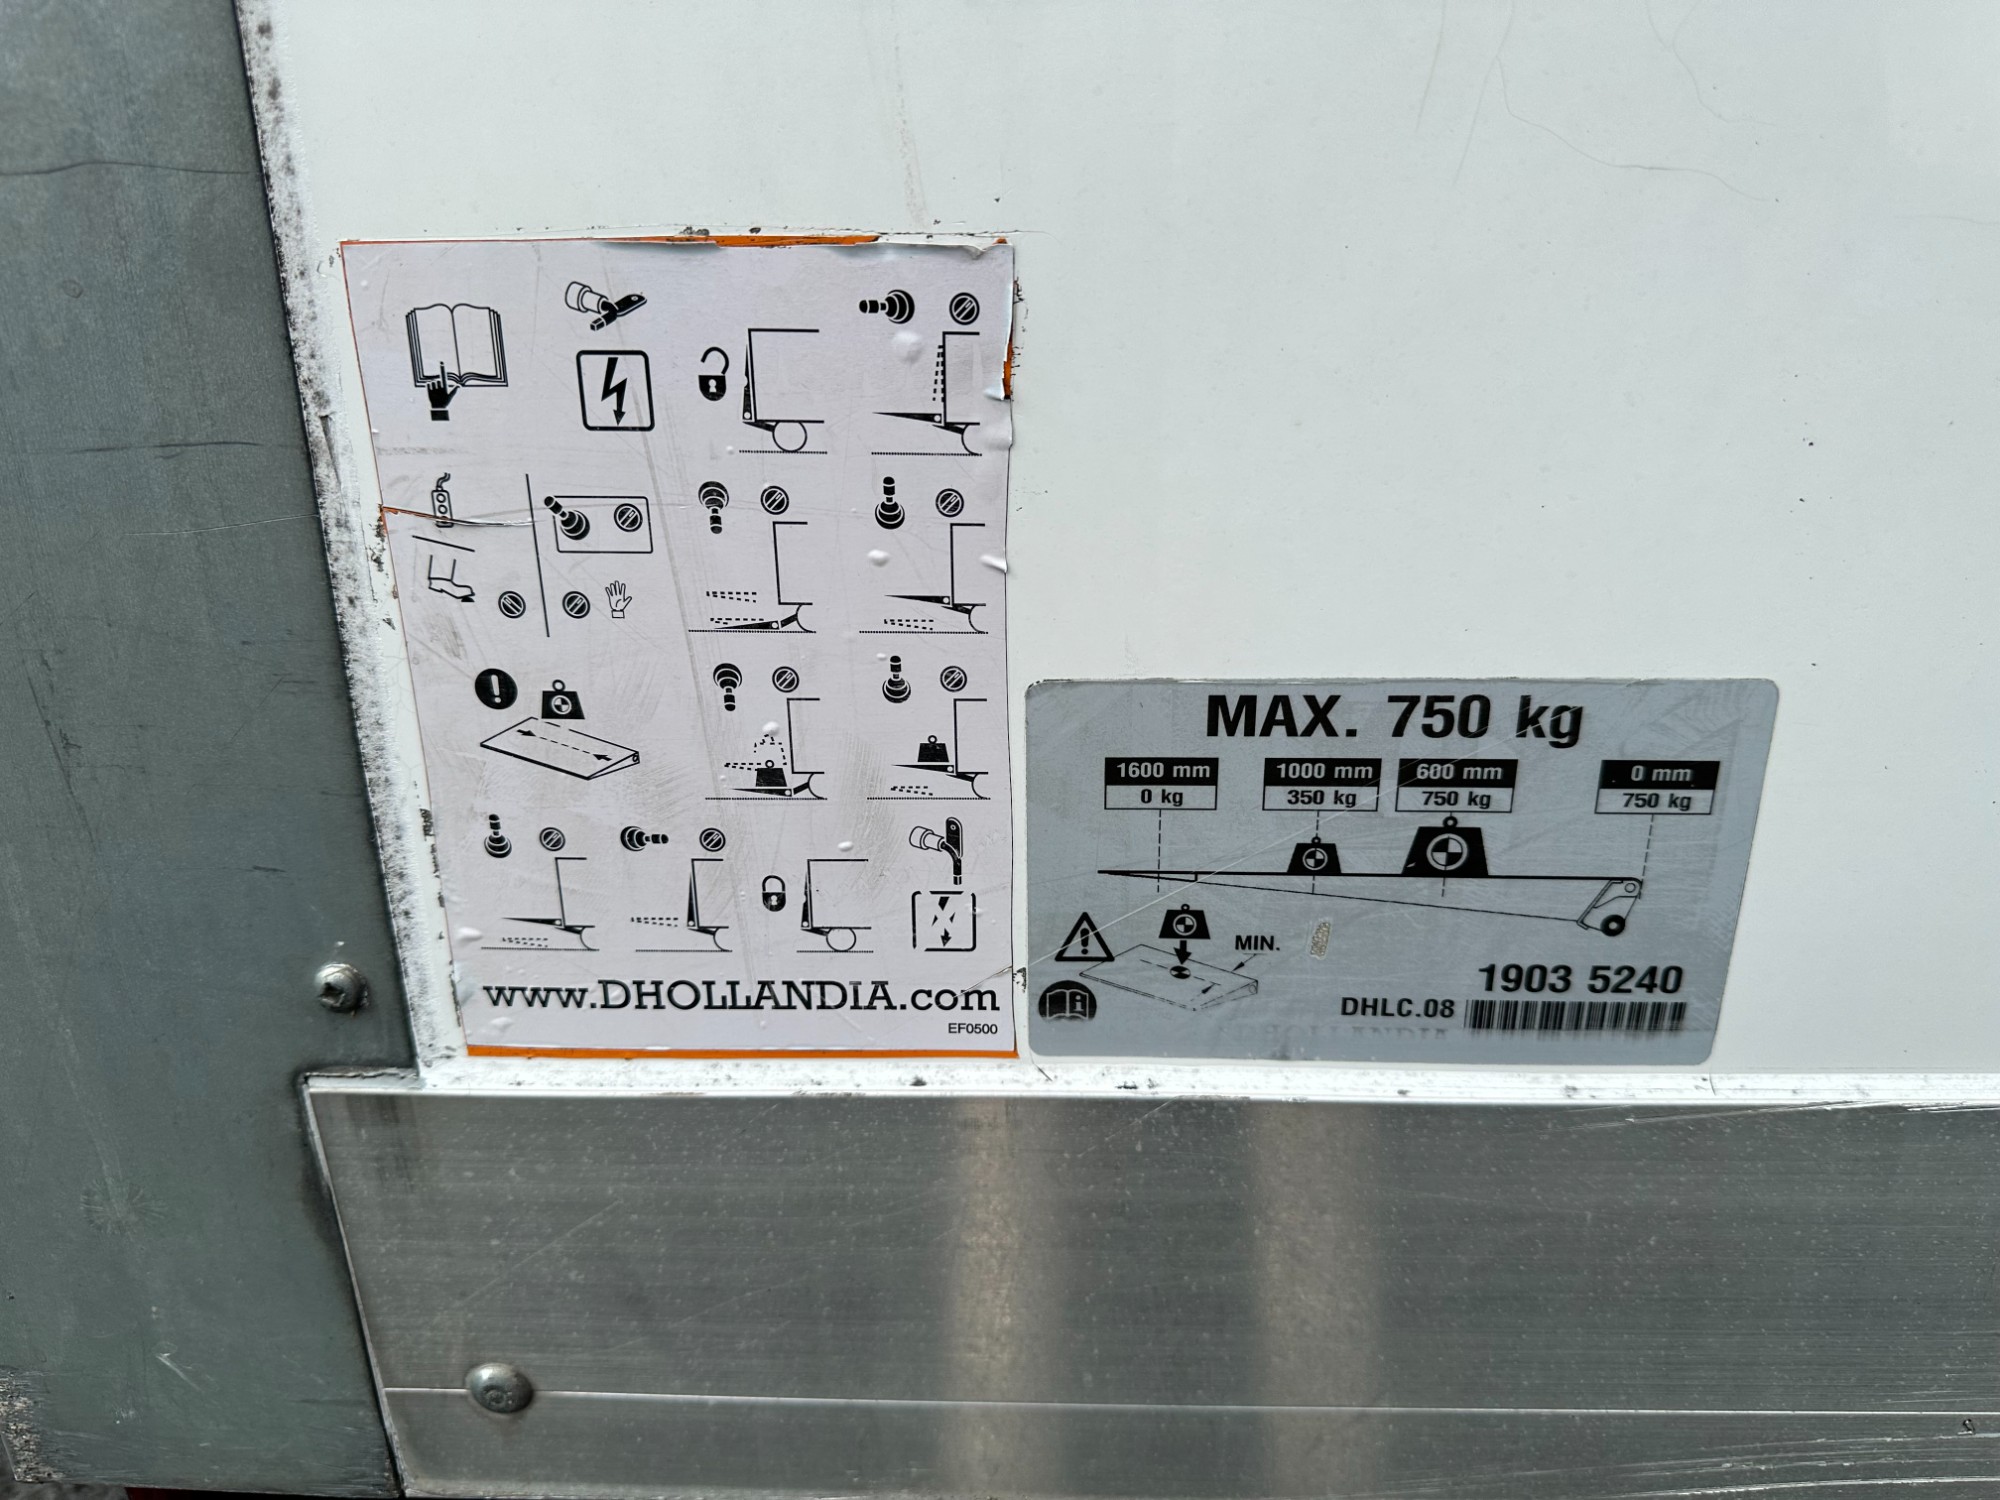 www.DHOLLANDIA.com
EF0500
MAX. 750 kg
1600 mm 1000 mm 600 mm 0 mm
0 kg 350 kg 750 kg 750 kg
MIN.
1903 5240
DHLC.08
DHOLLANDIA